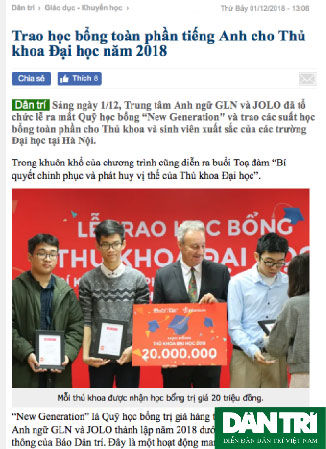 Dân trí › Giáo dục - Khuyến học ›
Thứ Bảy 01/12/2018 - 13:08
Trao học bổng toàn phần tiếng Anh cho Thủ
khoa Đại học năm 2018
Chia sẻ
Thích 8
Dân trí Sáng ngày 1/12, Trung tâm Anh ngữ GLN và JOLO đã tổ
chức lễ ra mắt Quỹ học bổng “New Generation” và trao các suất học
bổng toàn phần cho Thủ khoa và sinh viên xuất sắc của các trường
Đại học tại Hà Nội.
Trong khuôn khổ của chương trình cũng diễn ra buổi Toạ đàm “Bí
quyết chinh phục và phát huy vị thế của Thủ khoa Đại học”.
LỄ TRAO HỌC BỔNG
THỦ KHOA ĐẠI HỌC
THỦ KHOA ĐẠI HỌC 2018
20.000.000
Mỗi thủ khoa được nhận học bổng trị giá 20 triệu đồng.
“New Generation” là Quỹ học bổng trị giá hàng
Anh ngữ GLN và JOLO thành lập năm 2018 dưới
thông của Báo Dân trí. Đây là một hoạt động
DÂN TRÍ
DIỄN ĐÀN DÂN TRÍ VIỆT NAM